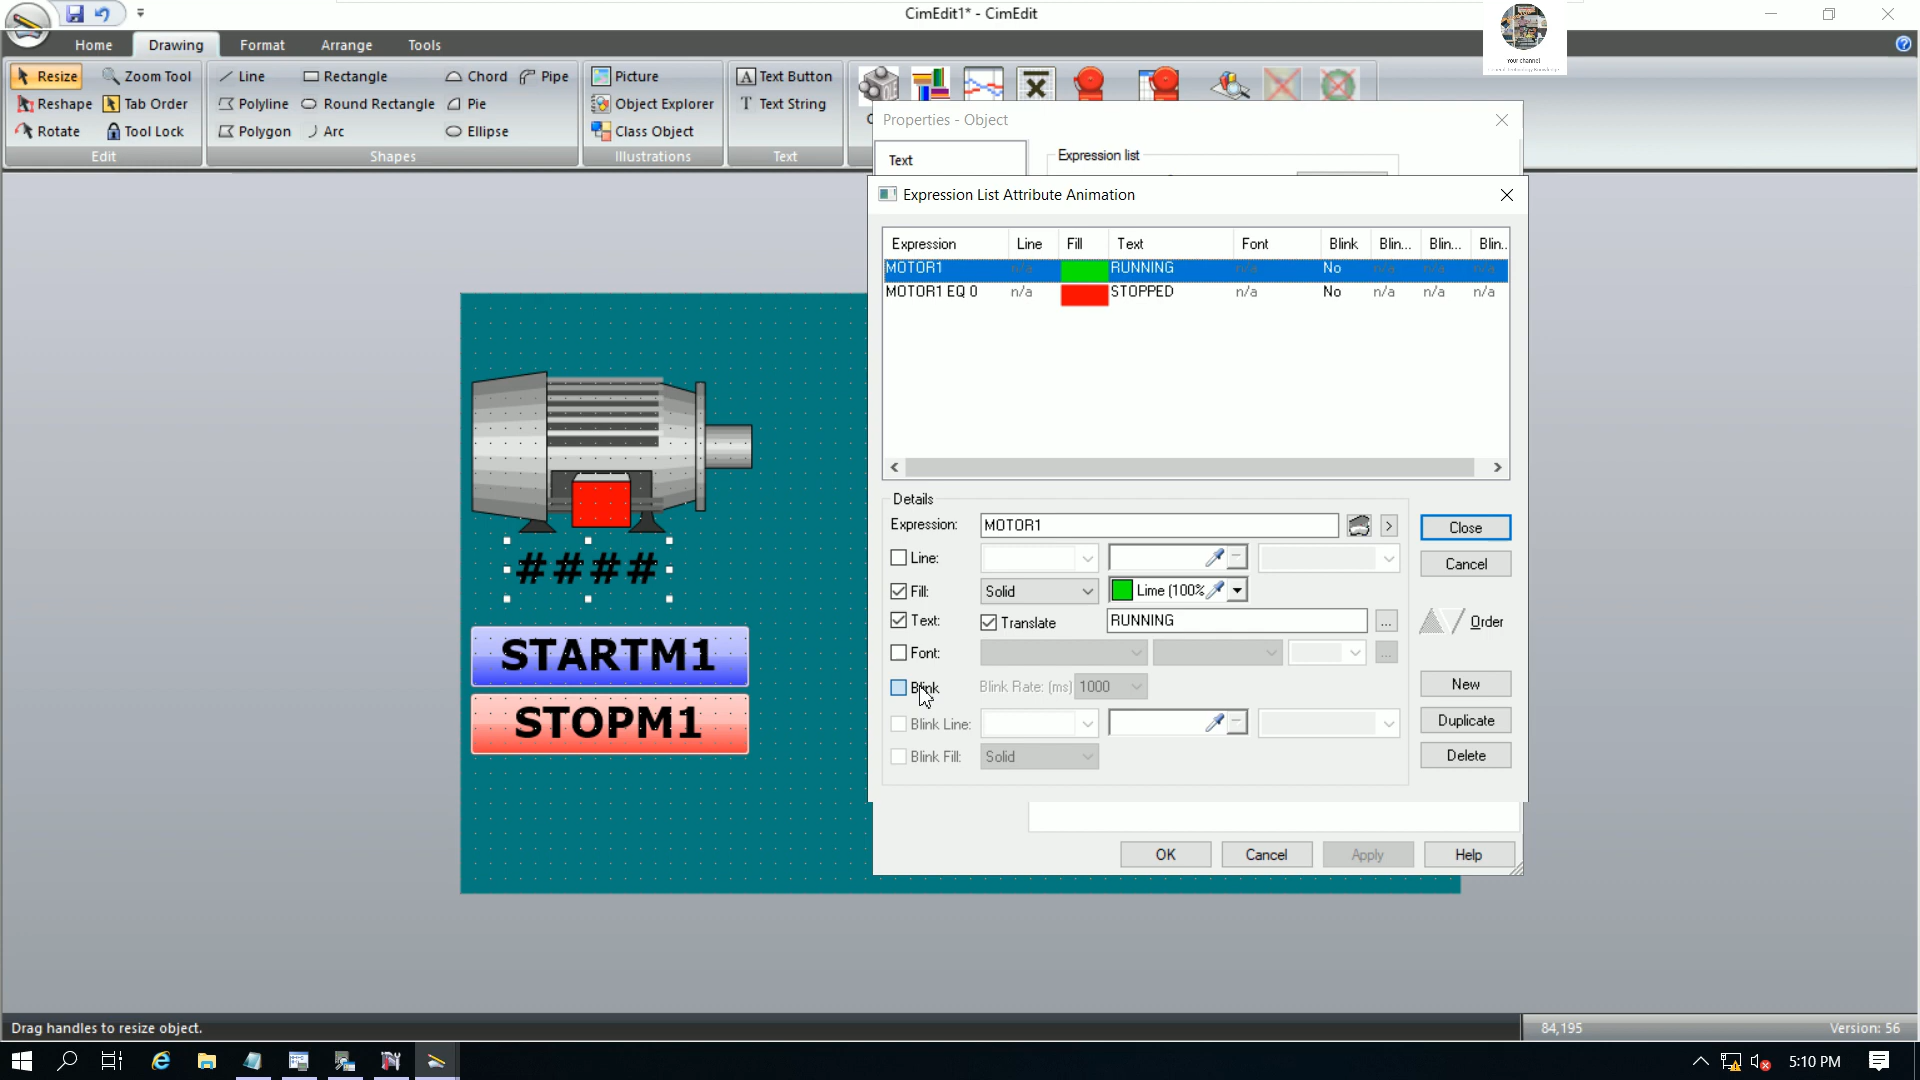 CimEdit1* - CimEdit
Home Drawing Format Arrange Tools
Resize Zoom Tool Line Rectangle Chord Pipe Picture Text Button
Reshape Tab Order Polyline Round Rectangle Pie Object Explorer Text String
Rotate Tool Lock Polygon Arc Ellipse Class Object
Edit Shapes Illustrations Text
Your channel
Properties - Object
Text Expression list
Expression List Attribute Animation
Expression Line Fill Text Font Blink Blin... Blin... Blin..
MOTOR1 n/a RUNNING n/a No n/a n/a n/a
MOTOR1 EQ 0 n/a STOPPED n/a No n/a n/a n/a
Details
Expression: MOTOR1 > Close
Line:
Cancel
Fill: Solid Lime (100%
Text: Translate RUNNING ... Order
Font: ...
Blink Blink Rate: (ms) 1000 New
Blink Line: Duplicate
Blink Fill: Solid Delete
OK Cancel Apply Help
####
STARTM1
STOPM1
Drag handles to resize object. 84,195 Version: 56
5:10 PM